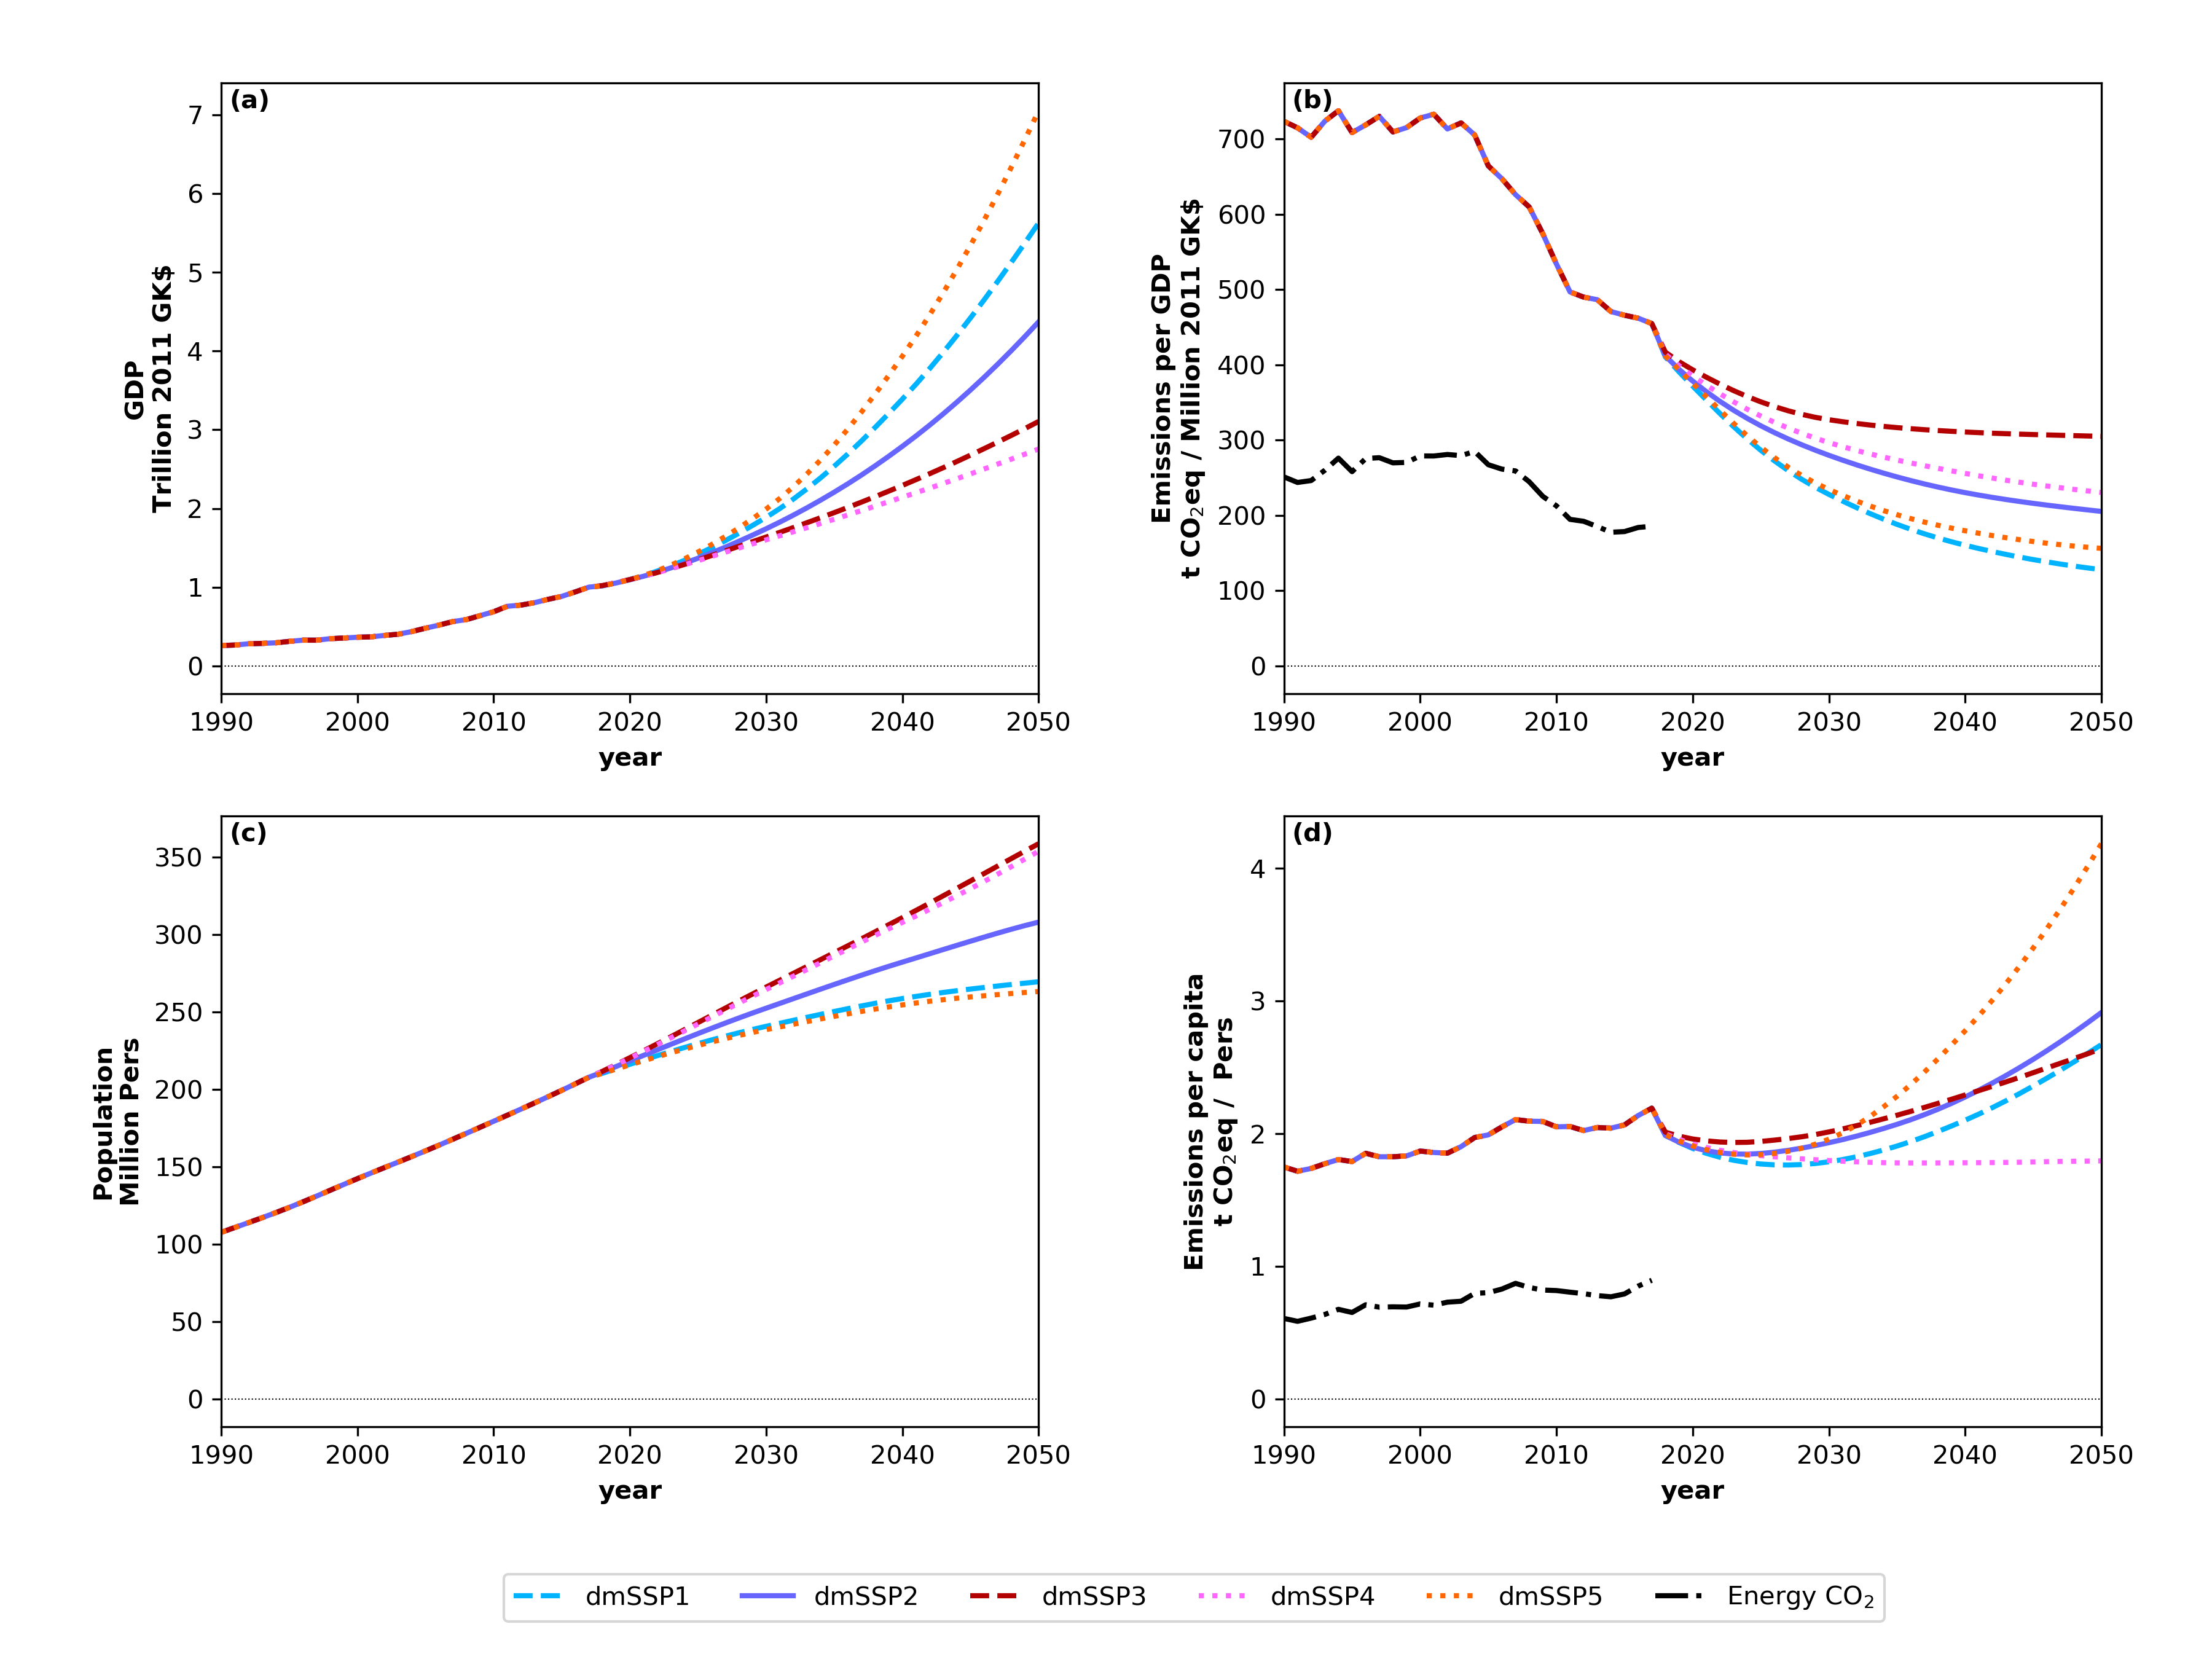 (a)
7
6
5
4
3
2
1
0
GDP
Trillion 2011 GK$
1990 2000 2010 2020 2030 2040 2050
year
(b)
700
600
500
400
300
200
100
0
Emissions per GDP
t CO₂eq / Million 2011 GK$
1990 2000 2010 2020 2030 2040 2050
year
(c)
350
300
250
200
150
100
50
0
Population
Million Pers
1990 2000 2010 2020 2030 2040 2050
year
(d)
4
3
2
1
0
Emissions per capita
t CO₂eq / Pers
1990 2000 2010 2020 2030 2040 2050
year
dmSSP1 dmSSP2 dmSSP3 dmSSP4 dmSSP5 Energy CO₂